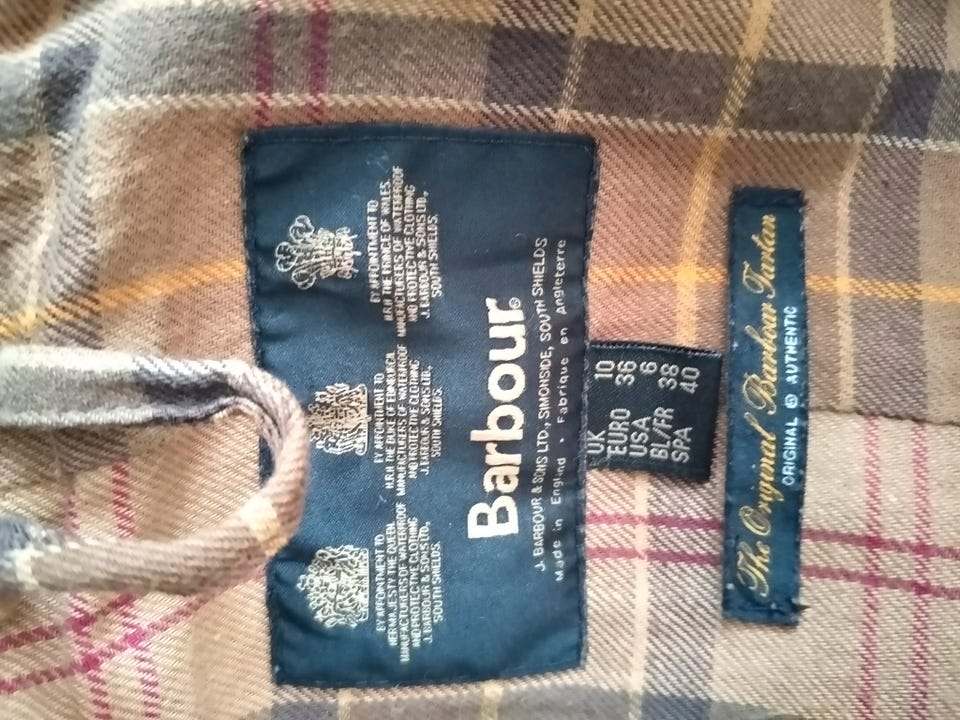 BY APPOINTMENT TO
HER MAJESTY THE QUEEN
MANUFACTURERS OF WATERPROOF
AND PROTECTIVE CLOTHING
J. BARBOUR & SONS LTD.,
SOUTH SHIELDS.
BY APPOINTMENT TO
H.R.H. THE DUKE OF EDINBURGH
MANUFACTURERS OF WATERPROOF
AND PROTECTIVE CLOTHING
J. BARBOUR & SONS LTD.,
SOUTH SHIELDS.
BY APPOINTMENT TO
H.R.H. THE PRINCE OF WALES
MANUFACTURERS OF WATERPROOF
AND PROTECTIVE CLOTHING
J. BARBOUR & SONS LTD.,
SOUTH SHIELDS.
Barbour®
J. BARBOUR & SONS LTD., SIMONSIDE, SOUTH SHIELDS
Made in England • Fabriqué en Angleterre
UK 10
EURO 36
USA 6
BL/FR 38
SPA 40
The Original Barbour Tartan
ORIGINAL ® AUTHENTIC